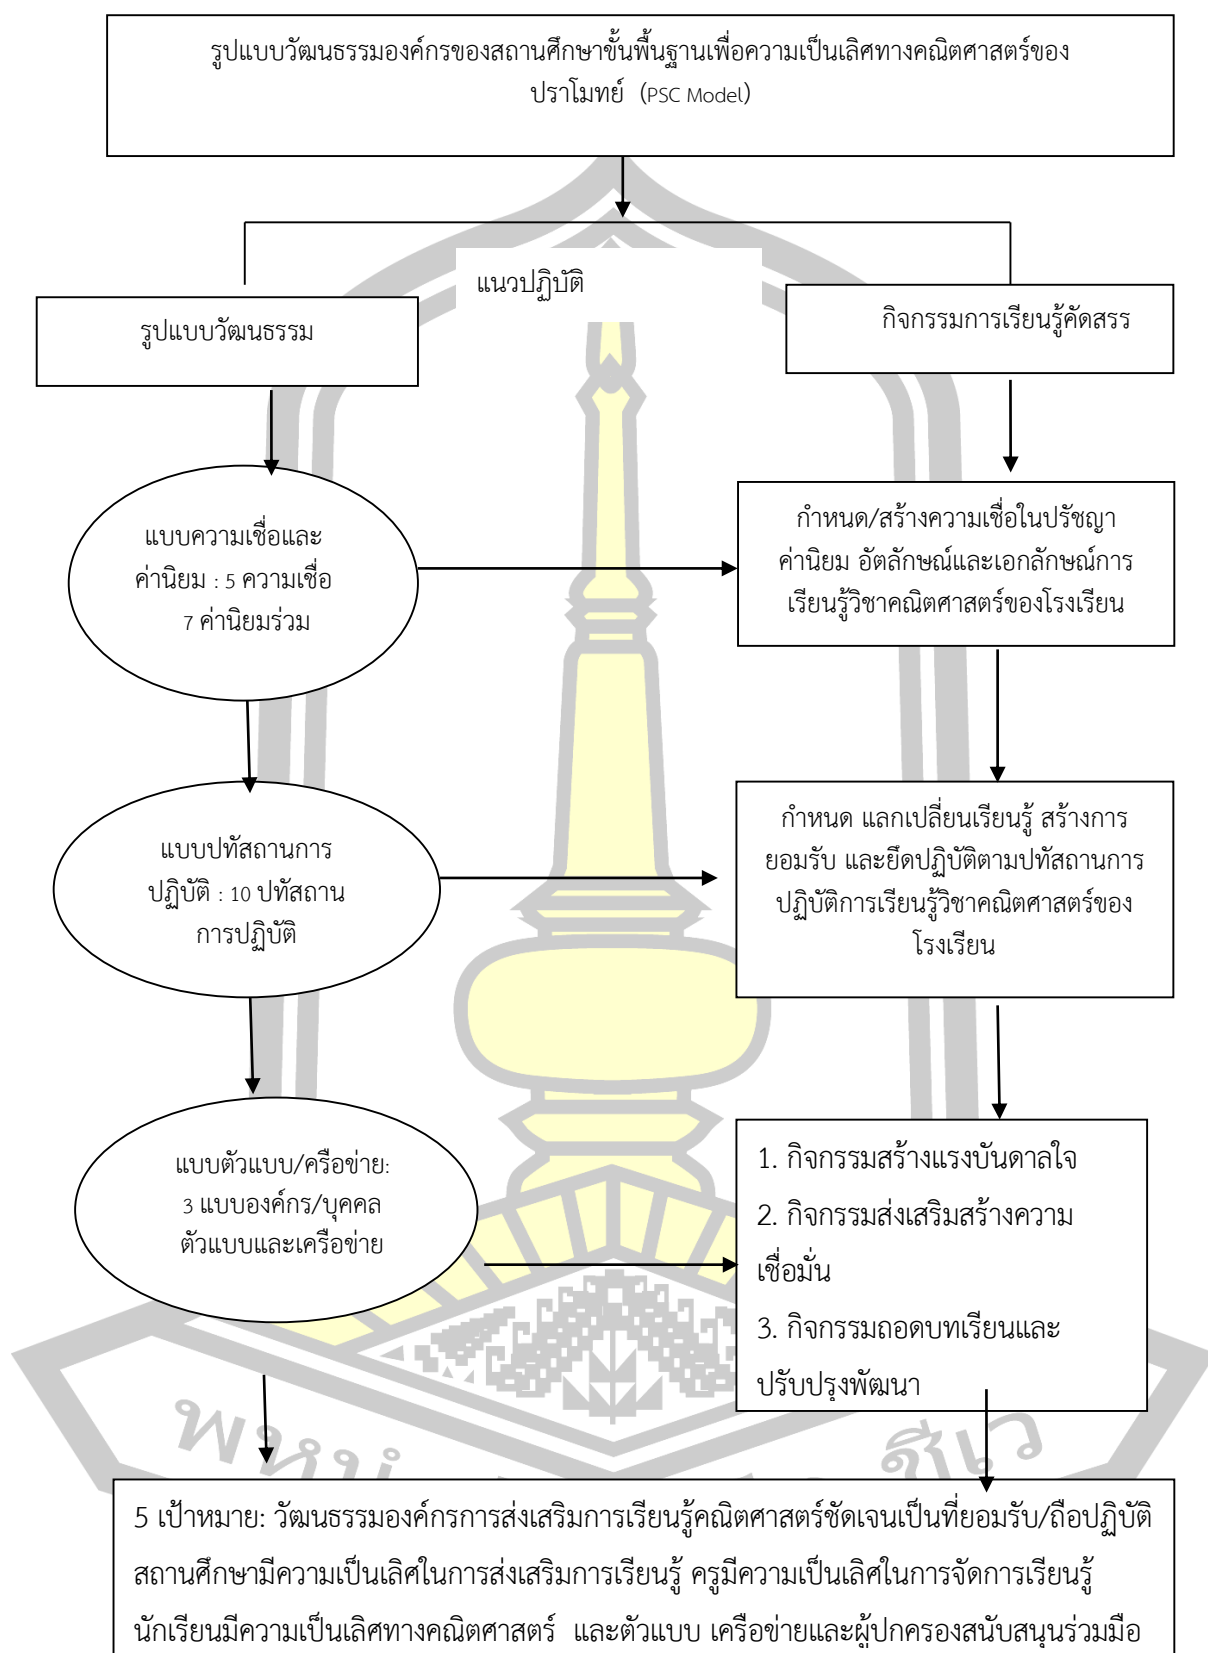 รูปแบบวัฒนธรรมองค์กรของสถานศึกษาขั้นพื้นฐานเพื่อความเป็นเลิศทางคณิตศาสตร์ของ
ปราโมทย์ (PSC Model)
แนวปฏิบัติ
รูปแบบวัฒนธรรม
กิจกรรมการเรียนรู้คัดสรร
แบบความเชื่อและ
ค่านิยม : 5 ความเชื่อ
7 ค่านิยมร่วม
กำหนด/สร้างความเชื่อในปรัชญา
ค่านิยม อัตลักษณ์และเอกลักษณ์การ
เรียนรู้วิชาคณิตศาสตร์ของโรงเรียน
แบบปทัสถานการ
ปฏิบัติ : 10 ปทัสถาน
การปฏิบัติ
กำหนด แลกเปลี่ยนเรียนรู้ สร้างการ
ยอมรับ และยึดปฏิบัติตามปทัสถานการ
ปฏิบัติการเรียนรู้วิชาคณิตศาสตร์ของ
โรงเรียน
แบบตัวแบบ/ครือข่าย:
3 แบบองค์กร/บุคคล
ตัวแบบและเครือข่าย
1. กิจกรรมสร้างแรงบันดาลใจ
2. กิจกรรมส่งเสริมสร้างความ
เชื่อมั่น
3. กิจกรรมถอดบทเรียนและ
ปรับปรุงพัฒนา
พหูน
ชีเว
5 เป้าหมาย: วัฒนธรรมองค์กรการส่งเสริมการเรียนรู้คณิตศาสตร์ชัดเจนเป็นที่ยอมรับ/ถือปฏิบัติ
สถานศึกษามีความเป็นเลิศในการส่งเสริมการเรียนรู้ ครูมีความเป็นเลิศในการจัดการเรียนรู้
นักเรียนมีความเป็นเลิศทางคณิตศาสตร์ และตัวแบบ เครือข่ายและผู้ปกครองสนับสนุนร่วมมือ